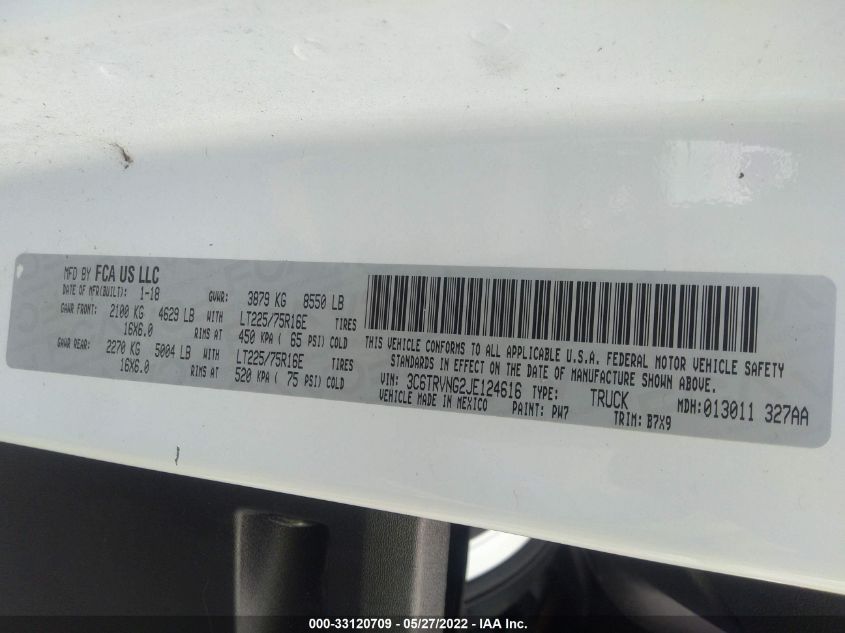 MFD BY FCA US LLC
DATE OF MFR(BUILT): 1-18 GVWR: 3879 KG 8550 LB
GAWR FRONT: 2100 KG 4629 LB WITH LT225/75R16E TIRES
16X6.0 RIMS AT 450 KPA ( 65 PSI) COLD
GAWR REAR: 2270 KG 5004 LB WITH LT225/75R16E TIRES
16X6.0 RIMS AT 520 KPA ( 75 PSI) COLD
THIS VEHICLE CONFORMS TO ALL APPLICABLE U.S.A. FEDERAL MOTOR VEHICLE SAFETY
STANDARDS IN EFFECT ON THE DATE OF MANUFACTURE SHOWN ABOVE.
VIN: 3C6TRVNG2JE124616 TYPE: TRUCK MDH:013011 327AA
VEHICLE MADE IN MEXICO PAINT: PW7 TRIM: B7X9
000-33120709 - 05/27/2022 - IAA Inc.